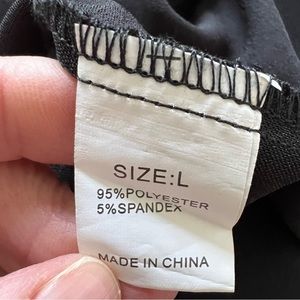 SIZE:L
95%POLYESTER
5%SPANDEX
MADE IN CHINA